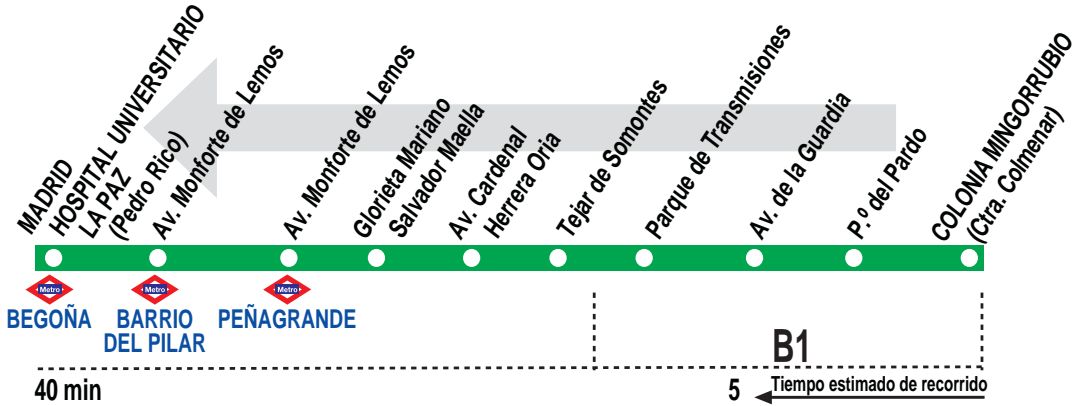 MADRID
HOSPITAL UNIVERSITARIO
LA PAZ
(Pedro Rico)
Av. Monforte de Lemos
Av. Monforte de Lemos
Glorieta Mariano
Salvador Maella
Av. Cardenal
Herrera Oria
Tejar de Somontes
Parque de Transmisiones
Av. de la Guardia
P.º del Pardo
COLONIA MINGORRUBIO
(Ctra. Colmenar)
Metro
Metro
Metro
BEGOÑA
BARRIO
DEL PILAR
PEÑAGRANDE
B1
40 min
5
Tiempo estimado de recorrido